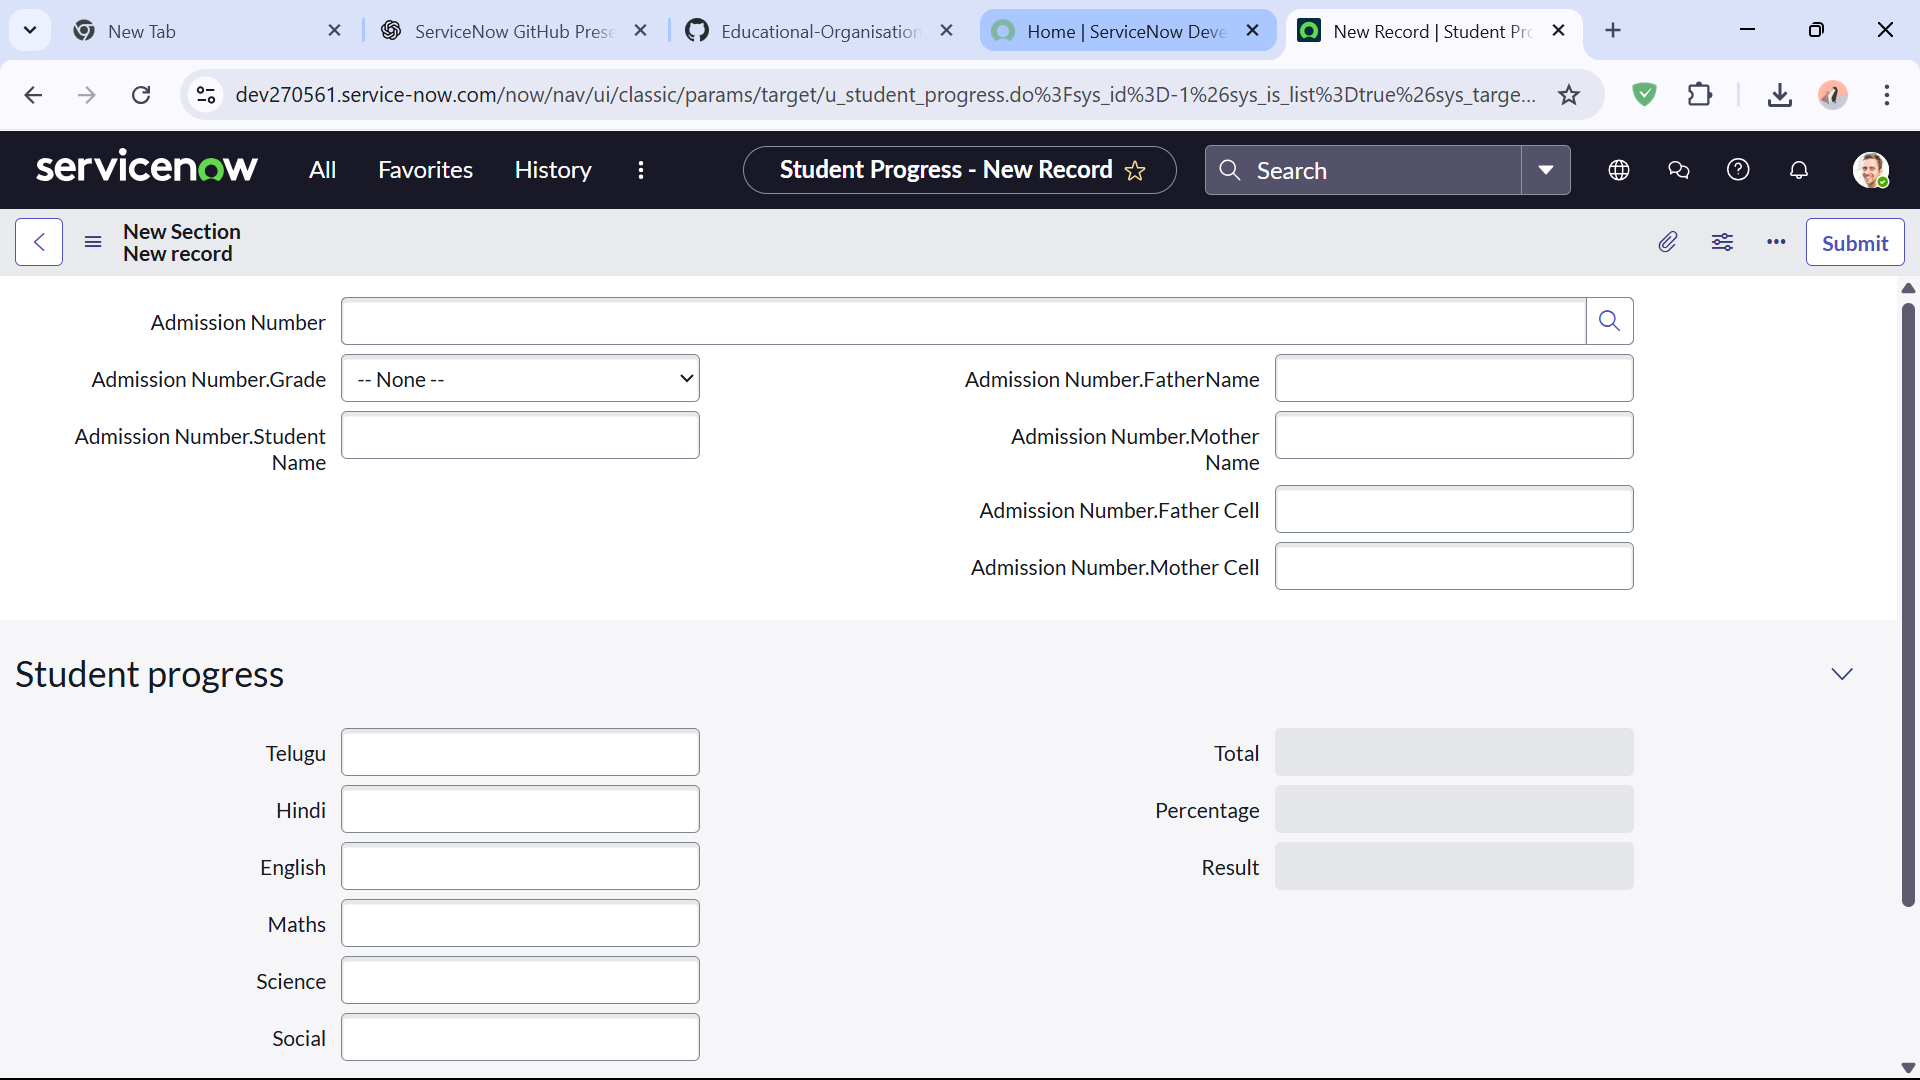 New Tab
ServiceNow GitHub Prese
Educational-Organisation
Home | ServiceNow Deve
New Record | Student Pro
dev270561.service-now.com/now/nav/ui/classic/params/target/u_student_progress.do%3Fsys_id%3D-1%26sys_is_list%3Dtrue%26sys_targe...
servicenow
All
Favorites
History
Student Progress - New Record
Search
New Section
New record
Submit
Admission Number
Admission Number.Grade
-- None --
Admission Number.FatherName
Admission Number.Student
Name
Admission Number.Mother
Name
Admission Number.Father Cell
Admission Number.Mother Cell
Student progress
Telugu
Total
Hindi
Percentage
English
Result
Maths
Science
Social